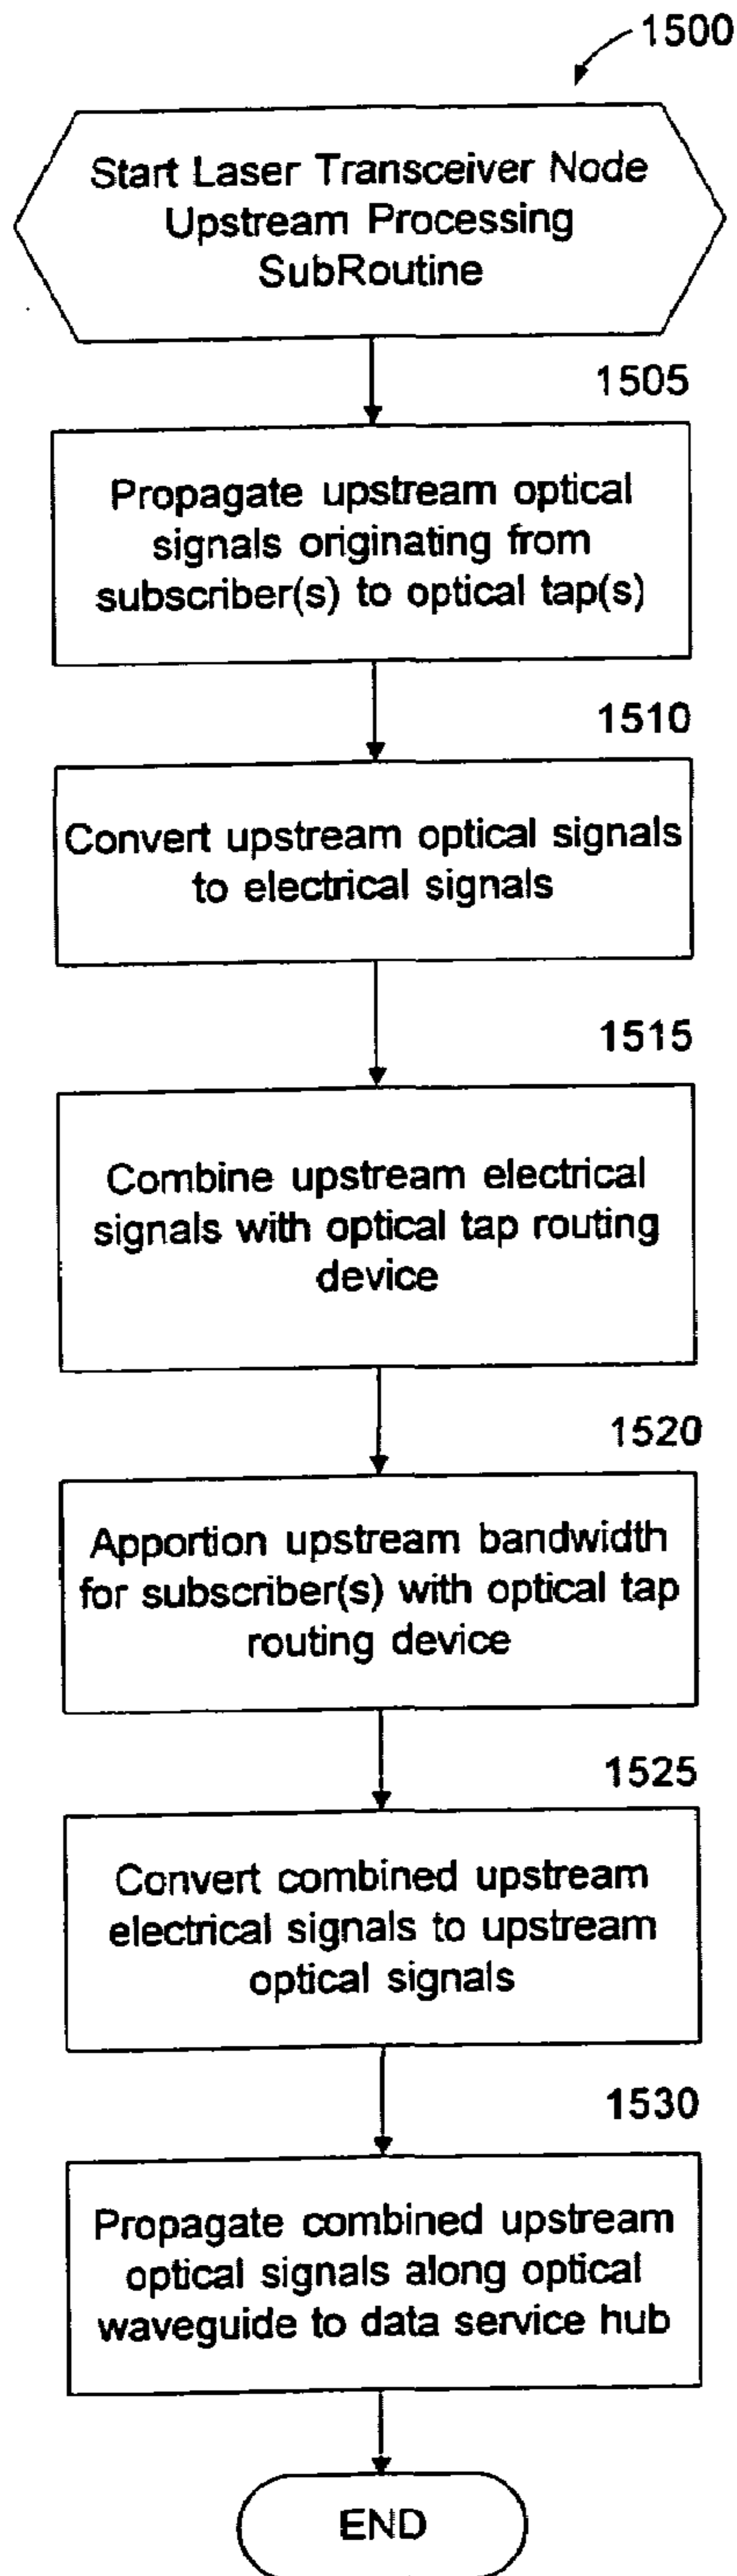 1500
Start Laser Transceiver Node
Upstream Processing
SubRoutine
1505
Propagate upstream optical
signals originating from
subscriber(s) to optical tap(s)
1510
Convert upstream optical signals
to electrical signals
1515
Combine upstream electrical
signals with optical tap routing
device
1520
Apportion upstream bandwidth
for subscriber(s) with optical tap
routing device
1525
Convert combined upstream
electrical signals to upstream
optical signals
1530
Propagate combined upstream
optical signals along optical
waveguide to data service hub
END